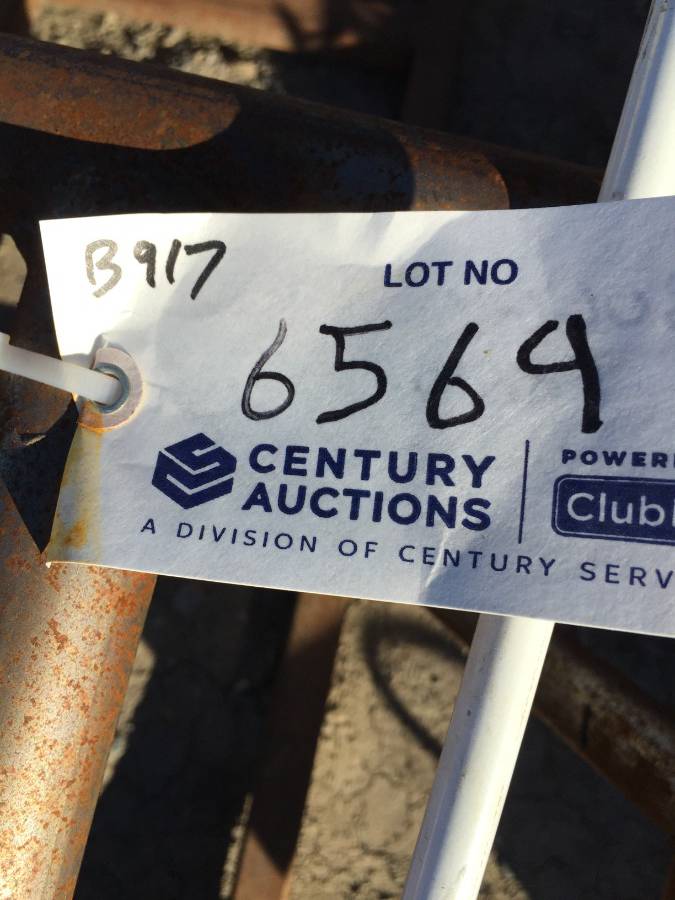 B917
LOT NO
6564
CENTURY
AUCTIONS
A DIVISION OF CENTURY SERV
POWER
Club